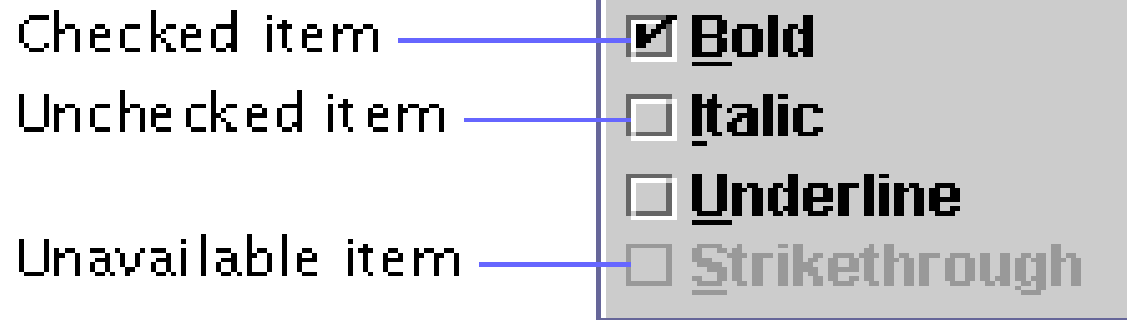 Checked item Bold
Unchecked item Italic
Underline
Unavailable item Strikethrough